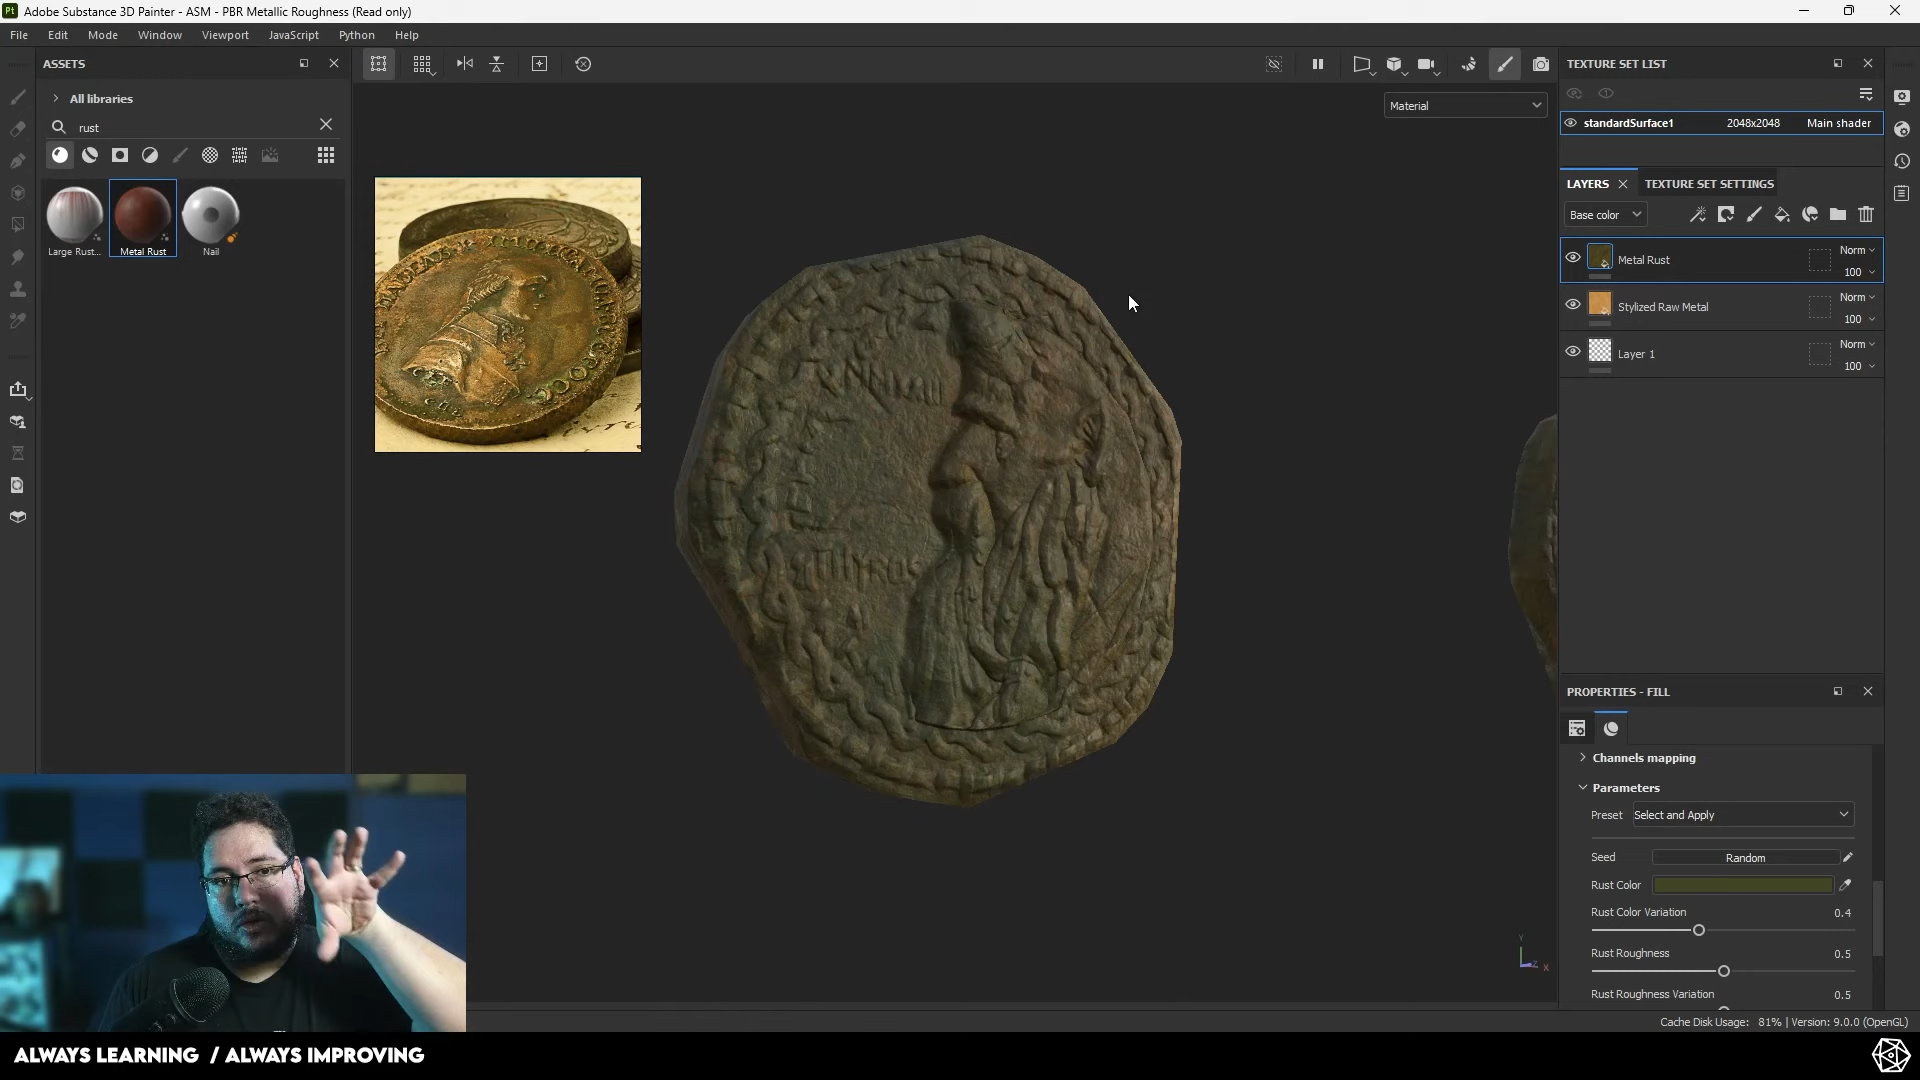 Pt Adobe Substance 3D Painter - ASM - PBR Metallic Roughness (Read only)
File Edit Mode Window Viewport JavaScript Python Help
ASSETS
All libraries
rust
Large Rust...
Metal Rust
Nail
Material
TEXTURE SET LIST
standardSurface1 2048x2048 Main shader
LAYERS TEXTURE SET SETTINGS
Base color
Metal Rust Norm 100
Stylized Raw Metal Norm 100
Layer 1 Norm 100
PROPERTIES - FILL
Channels mapping
Parameters
Preset Select and Apply
Seed Random
Rust Color
Rust Color Variation 0.4
Rust Roughness 0.5
Rust Roughness Variation 0.5
Y
Z
X
Cache Disk Usage: 81% | Version: 9.0.0 (OpenGL)
ALWAYS LEARNING / ALWAYS IMPROVING